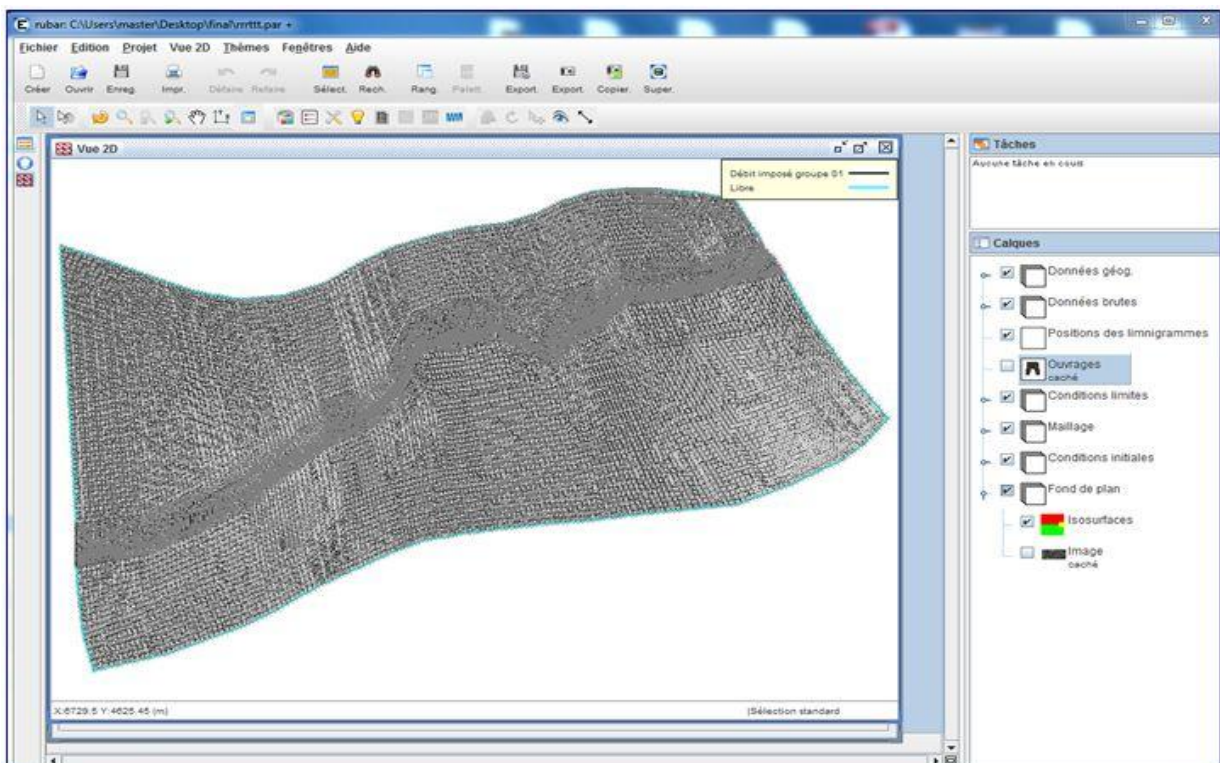 rubar: C:\Users\master\Desktop\final\rrrttt.par +
Fichier Edition Projet Vue 2D Thèmes Fenêtres Aide
Créer Ouvrir Enreg. Impr. Défaire Refaire Sélect. Rech. Rang. Palett. Export. Export. Copier. Super.
Vue 2D
Débit imposé groupe 01
Libre
X:6729.5 Y:4625.45 (m)
(Sélection standard
Tâches
Aucune tâche en cours
Calques
Données géog.
Données brutes
Positions des limnigrammes
Ouvrages
caché
Conditions limites
Maillage
Conditions initiales
Fond de plan
Isosurfaces
Image
caché